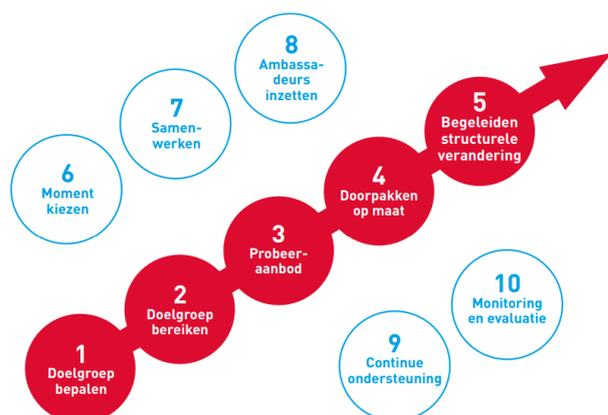 1
Doelgroep
bepalen
2
Doelgroep
bereiken
3
Probeer-
aanbod
4
Doorpakken
op maat
5
Begeleiden
structurele
verandering
6
Moment
kiezen
7
Samen-
werken
8
Ambassa-
deurs
inzetten
9
Continue
ondersteuning
10
Monitoring
en evaluatie